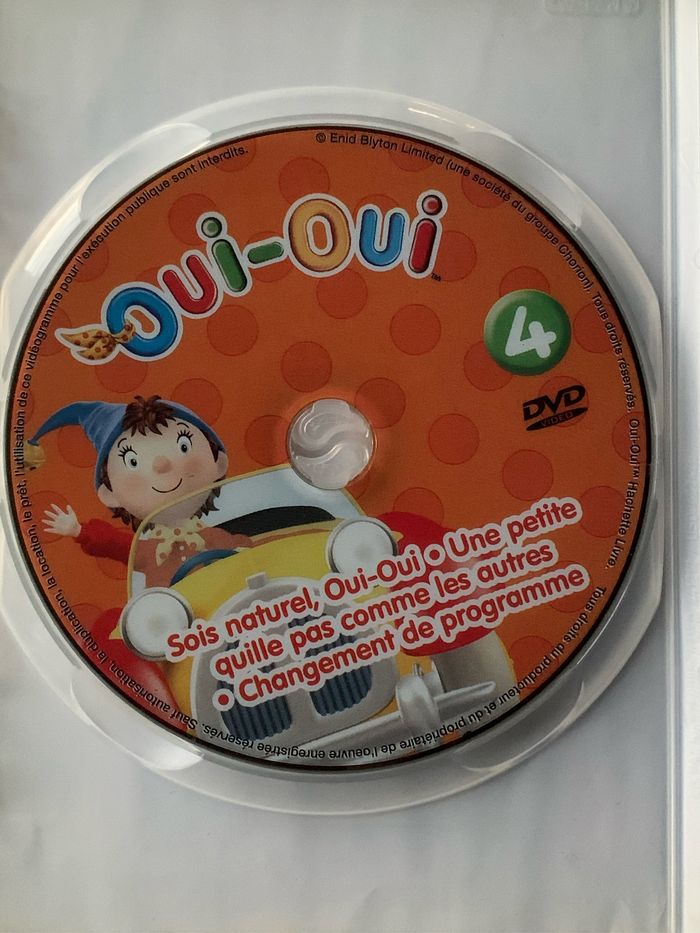 Oui-Oui
TM
4
DVD
VIDEO
Sois naturel, Oui-Oui • Une petite
quille pas comme les autres
• Changement de programme
© Enid Blyton Limited (une société du groupe Chorion). Tous droits réservés. Oui-Oui™ Hachette Livre. Tous droits du producteur et du propriétaire de l'oeuvre enregistrée réservés. Sauf autorisation, la duplication, la location, le prêt, l'utilisation de ce vidéogramme pour l'exécution publique sont interdits.